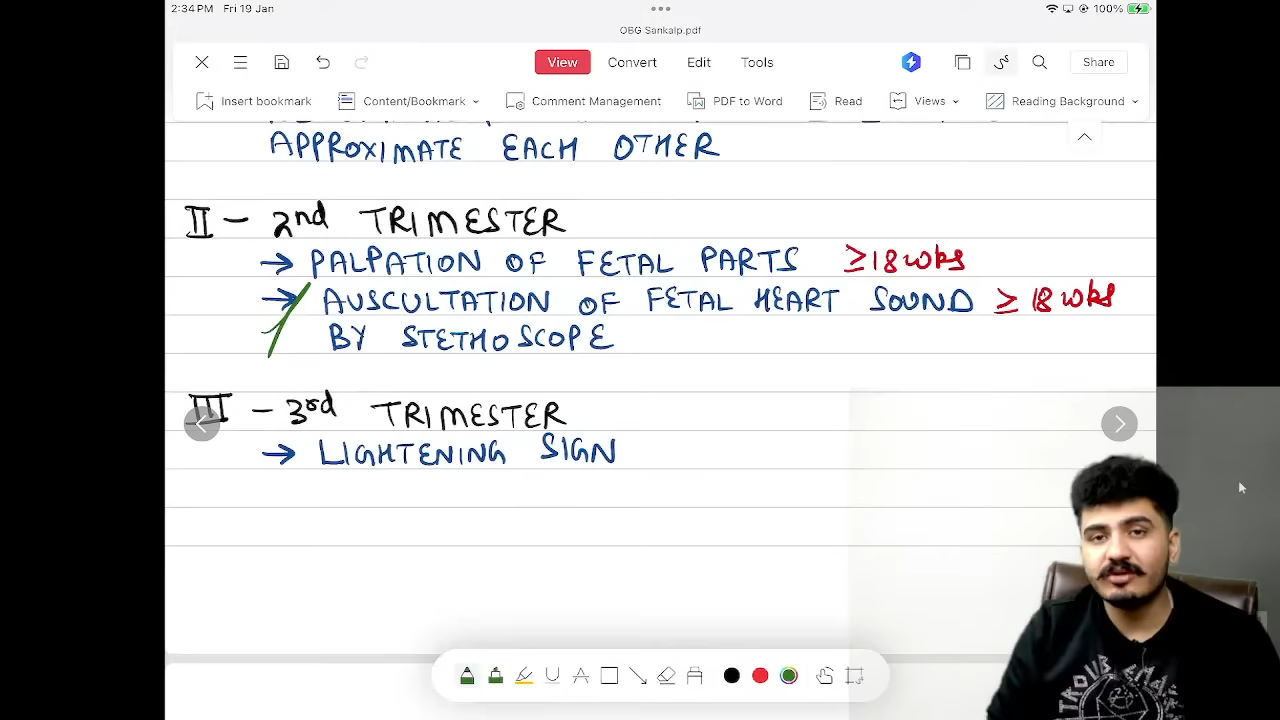 2:34 PM Fri 19 Jan
100%
OBG Sankalp.pdf
View Convert Edit Tools Share
Insert bookmark Content/Bookmark Comment Management PDF to Word Read Views Reading Background
APPROXIMATE EACH OTHER
II - 2nd TRIMESTER
→ PALPATION OF FETAL PARTS ≥18 wks
→ AUSCULTATION OF FETAL HEART SOUND ≥ 18 wks
BY STETHOSCOPE
III - 3rd TRIMESTER
→ LIGHTENING SIGN